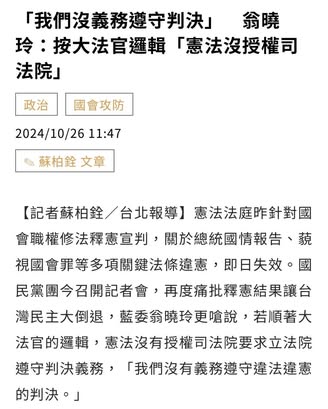 「我們沒義務遵守判決」　翁曉
玲：按大法官邏輯「憲法沒授權司
法院」
政治　國會攻防
2024/10/26 11:47
✎ 蘇柏銓 文章
【記者蘇柏銓／台北報導】憲法法庭昨針對國
會職權修法釋憲宣判，關於總統國情報告、藐
視國會罪等多項關鍵法條違憲，即日失效。國
民黨團今召開記者會，再度痛批釋憲結果讓台
灣民主大倒退，藍委翁曉玲更嗆說，若順著大
法官的邏輯，憲法沒有授權司法院要求立法院
遵守判決義務，「我們沒有義務遵守違法違憲
的判決。」